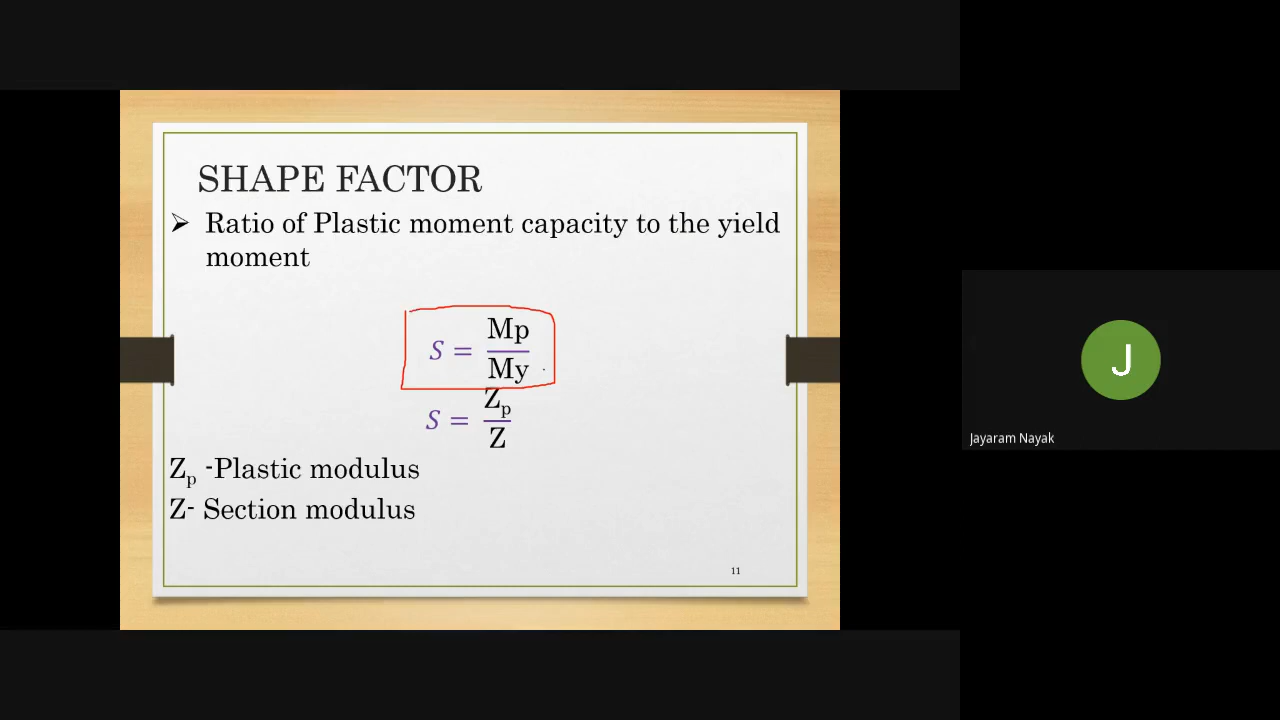 SHAPE FACTOR
➢ Ratio of Plastic moment capacity to the yield
moment
S = Mp / My
S = Zp / Z
Zp -Plastic modulus
Z- Section modulus
11
J
Jayaram Nayak